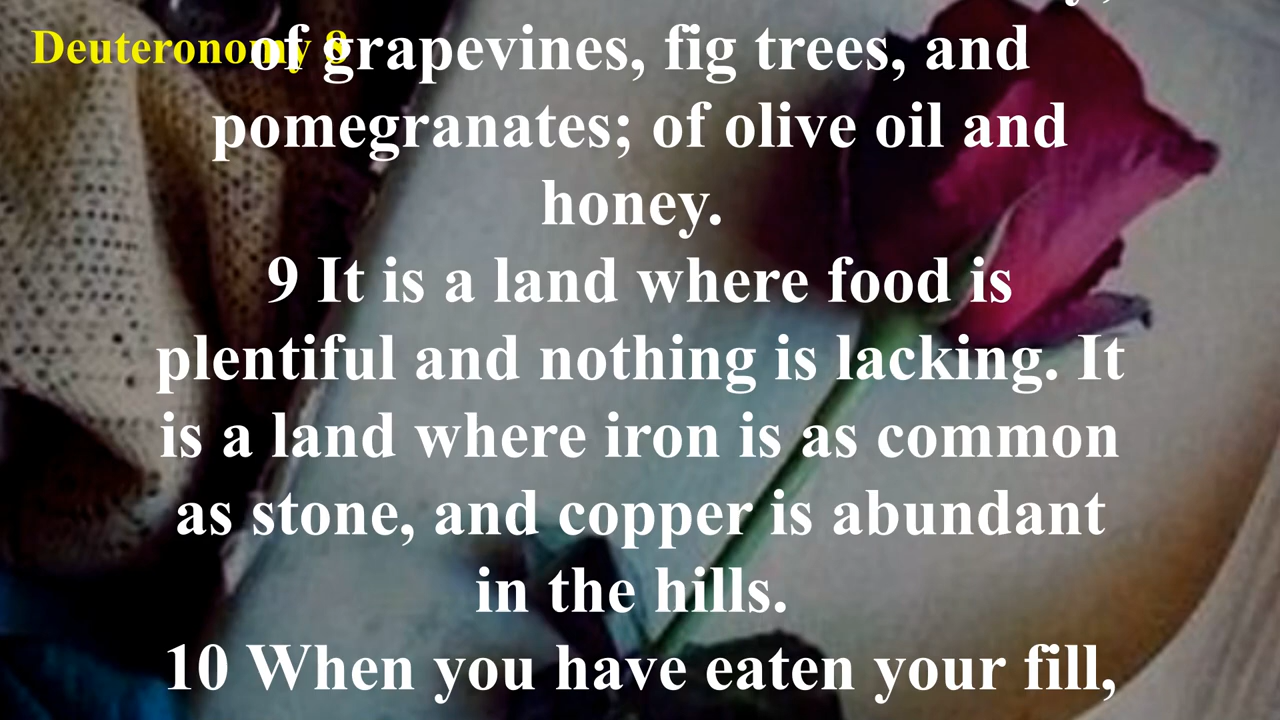 Deuteronomy 8
of grapevines, fig trees, and
pomegranates; of olive oil and
honey.
9 It is a land where food is
plentiful and nothing is lacking. It
is a land where iron is as common
as stone, and copper is abundant
in the hills.
10 When you have eaten your fill,